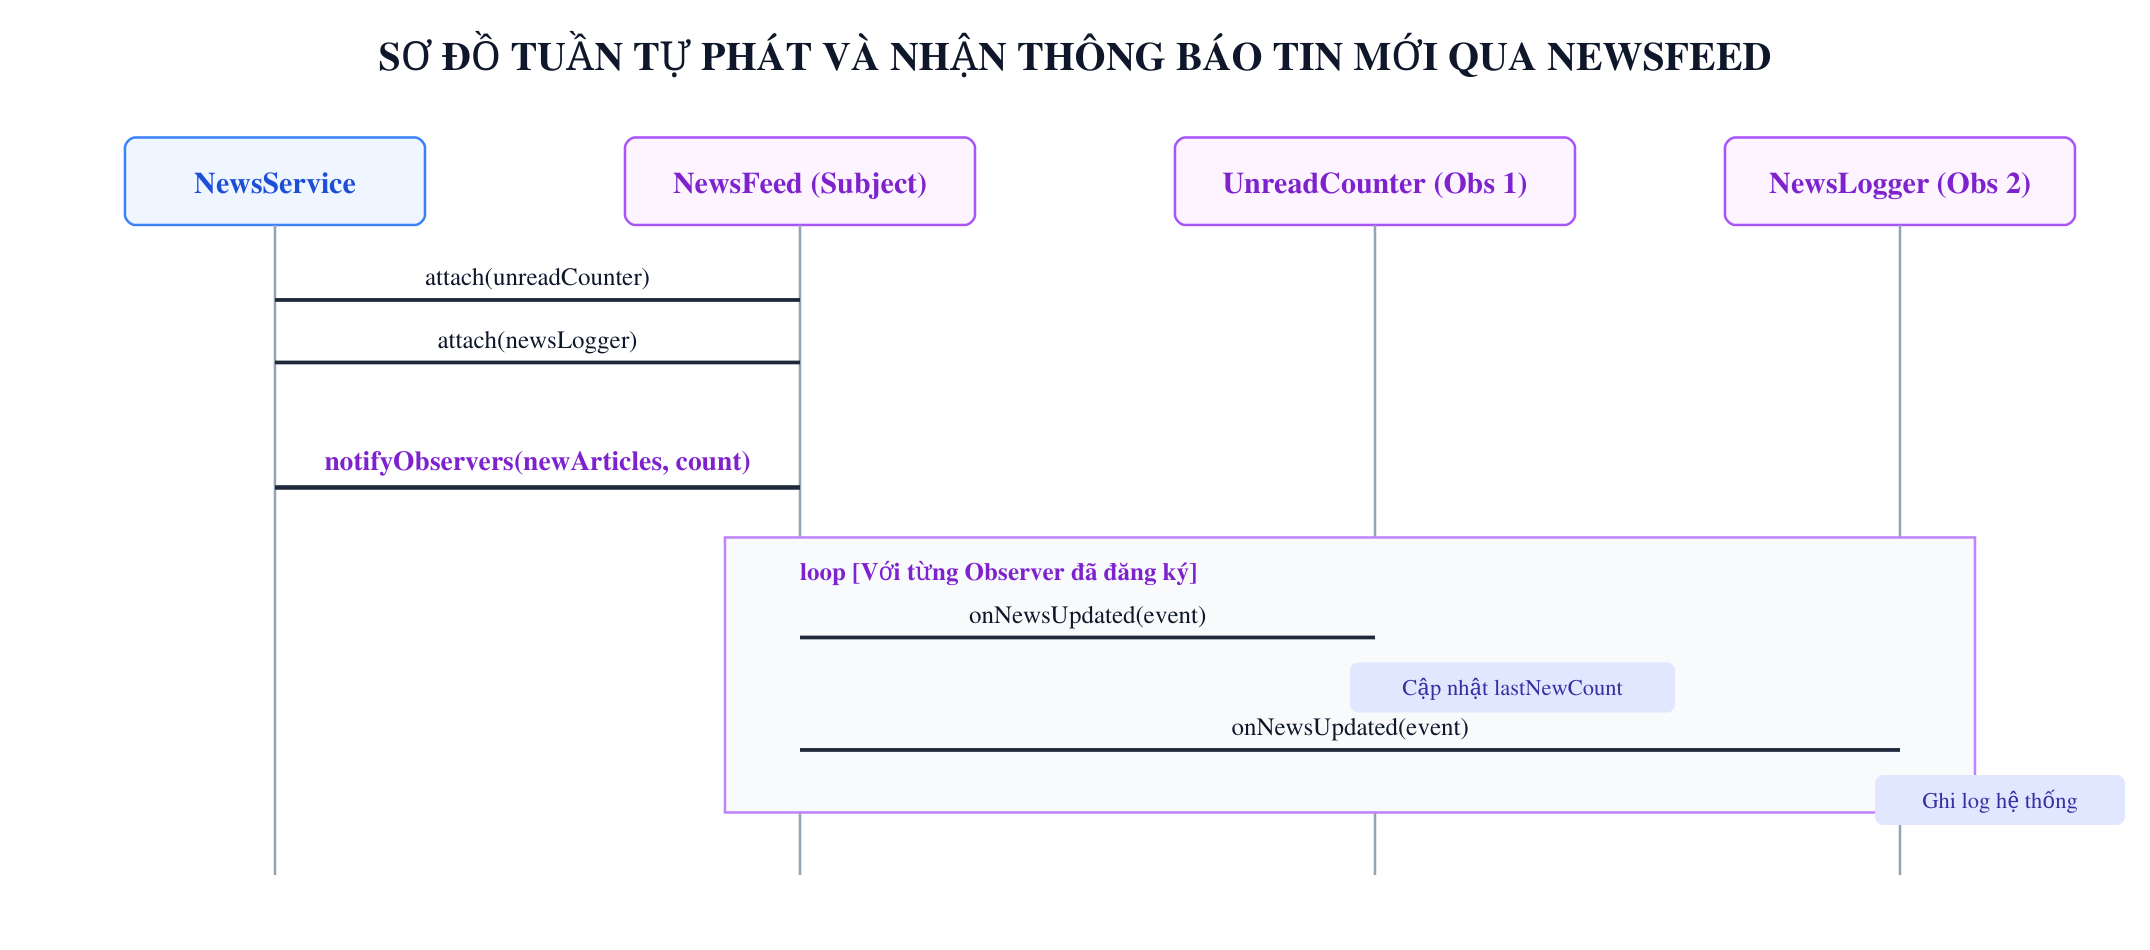 SƠ ĐỒ TUẦN TỰ PHÁT VÀ NHẬN THÔNG BÁO TIN MỚI QUA NEWSFEED
NewsService
NewsFeed (Subject)
UnreadCounter (Obs 1)
NewsLogger (Obs 2)
attach(unreadCounter)
attach(newsLogger)
notifyObservers(newArticles, count)
loop [Với từng Observer đã đăng ký]
onNewsUpdated(event)
Cập nhật lastNewCount
onNewsUpdated(event)
Ghi log hệ thống